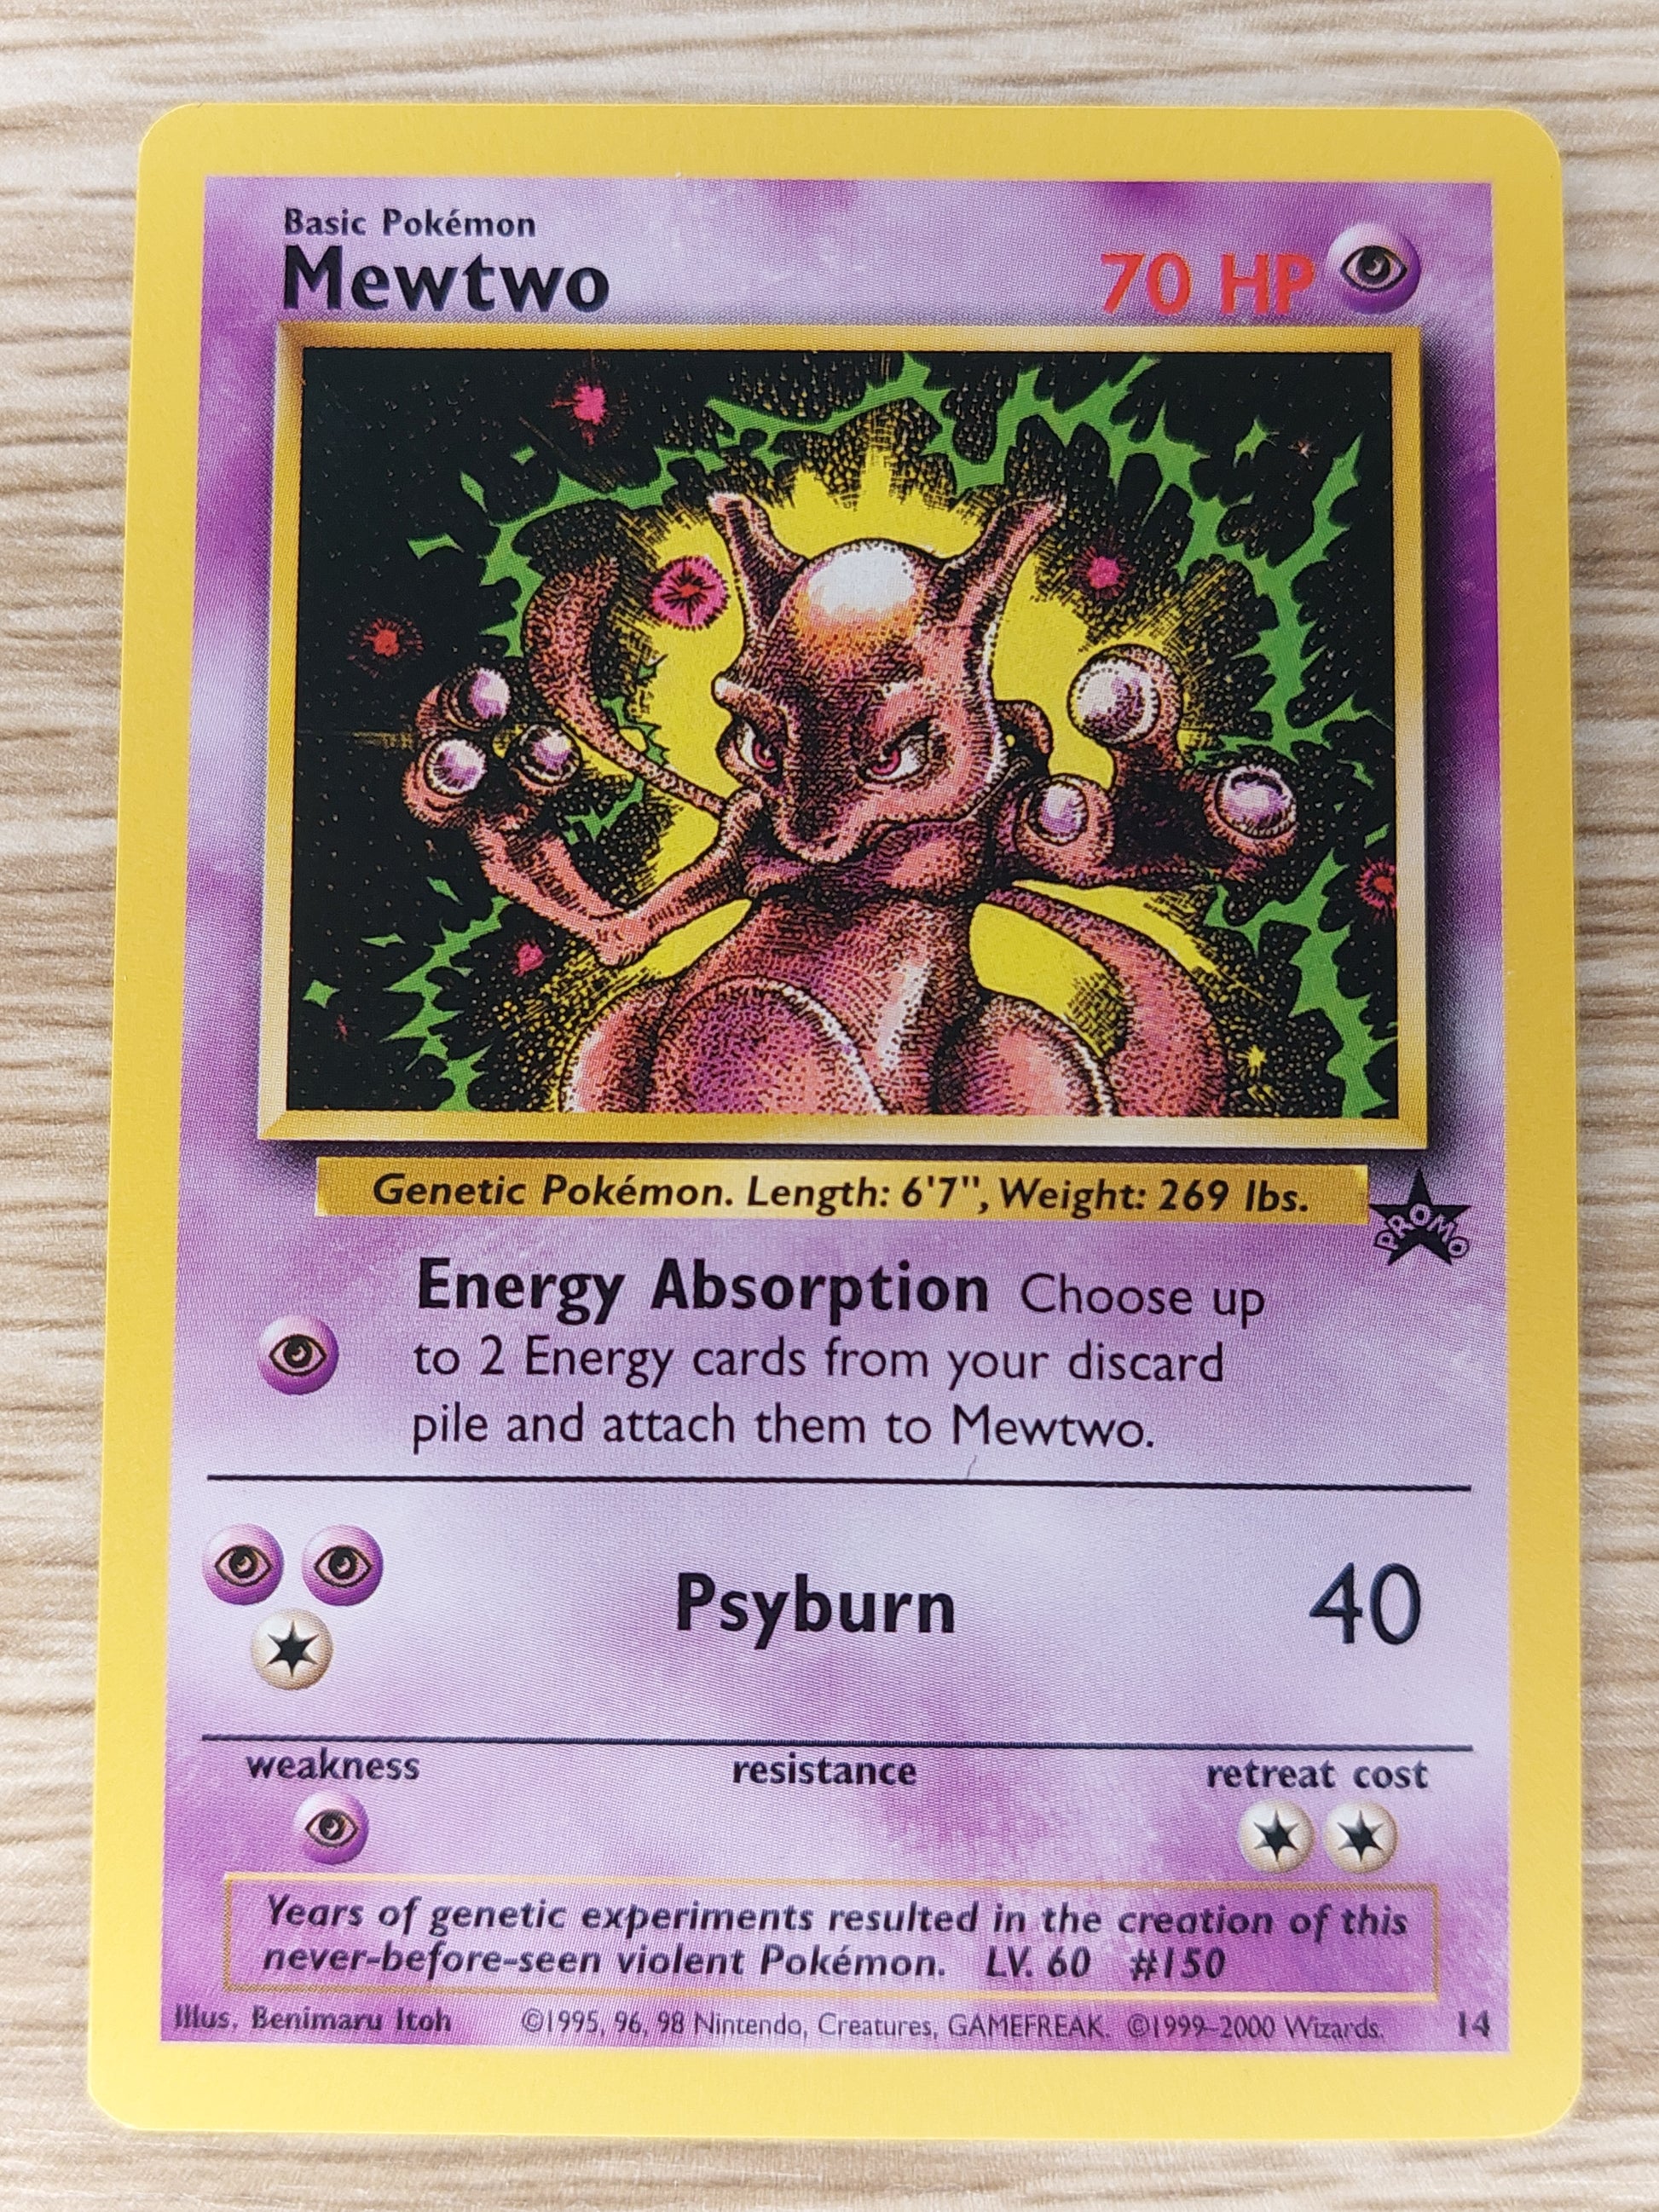 Basic Pokémon
Mewtwo
70 HP
Genetic Pokémon. Length: 6'7", Weight: 269 lbs.
PROMO
Energy Absorption Choose up
to 2 Energy cards from your discard
pile and attach them to Mewtwo.
Psyburn 40
weakness resistance retreat cost
Years of genetic experiments resulted in the creation of this
never-before-seen violent Pokémon. LV. 60 #150
Illus. Benimaru Itoh ©1995, 96, 98 Nintendo, Creatures, GAMEFREAK. ©1999–2000 Wizards. 14